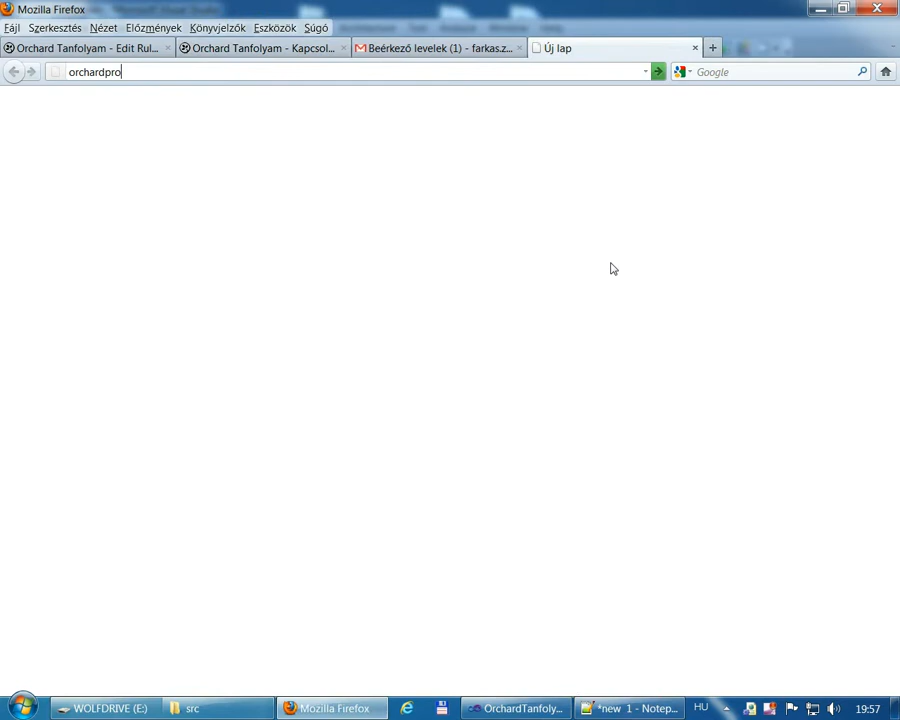 Mozilla Firefox
Fájl Szerkesztés Nézet Előzmények Könyvjelzők Eszközök Súgó
Orchard Tanfolyam - Edit Rul... Orchard Tanfolyam - Kapcsol... Beérkező levelek (1) - farkas.z... Új lap
orchardpro Google
WOLFDRIVE (E:) src Mozilla Firefox OrchardTanfoly... *new 1 - Notep... HU 19:57